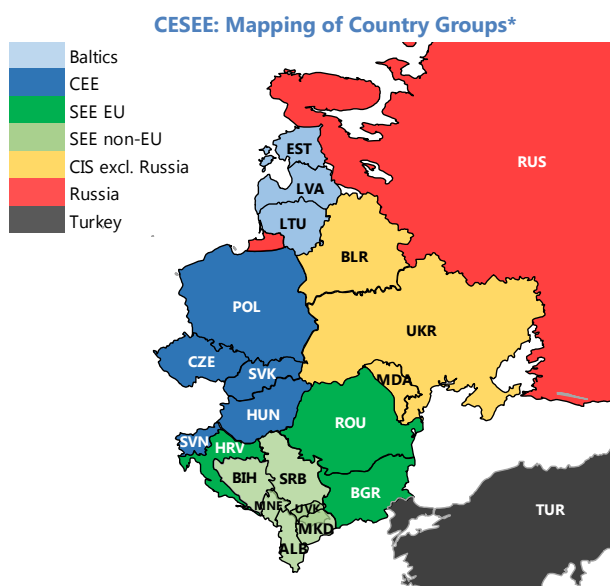 CESEE: Mapping of Country Groups*
Baltics
CEE
SEE EU
SEE non-EU
CIS excl. Russia
Russia
Turkey
EST
RUS
LVA
LTU
BLR
POL
UKR
CZE
SVK
MDA
HUN
ROU
SVN
HRV
BIH
SRB
BGR
MNE
UVK
TUR
MKD
ALB